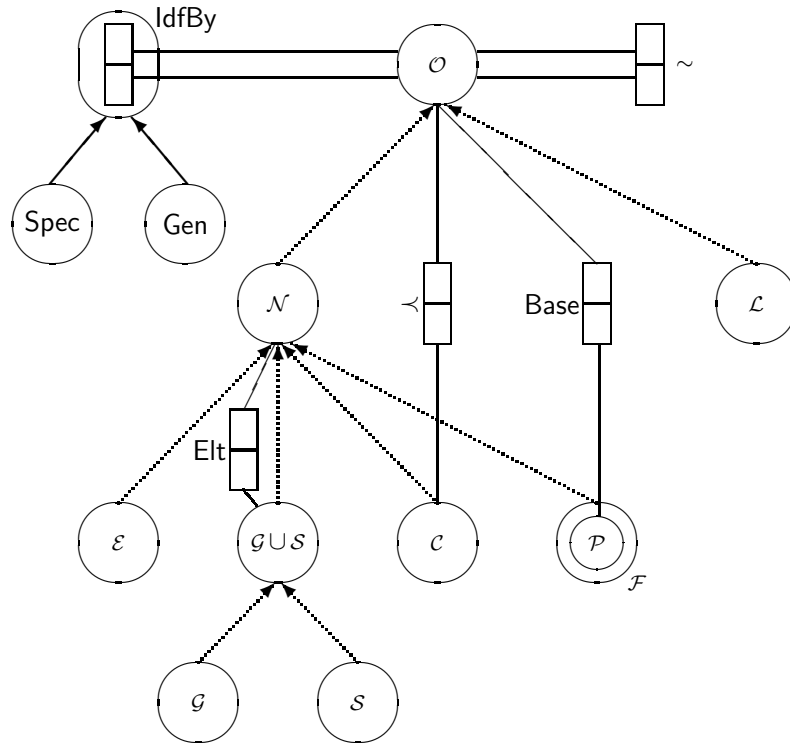 IdfBy
𝒪
∼
Spec
Gen
𝒩
≺
Base
ℒ
Elt
ℰ
𝒢 ∪ 𝒮
𝒞
𝒫
ℱ
𝒢
𝒮